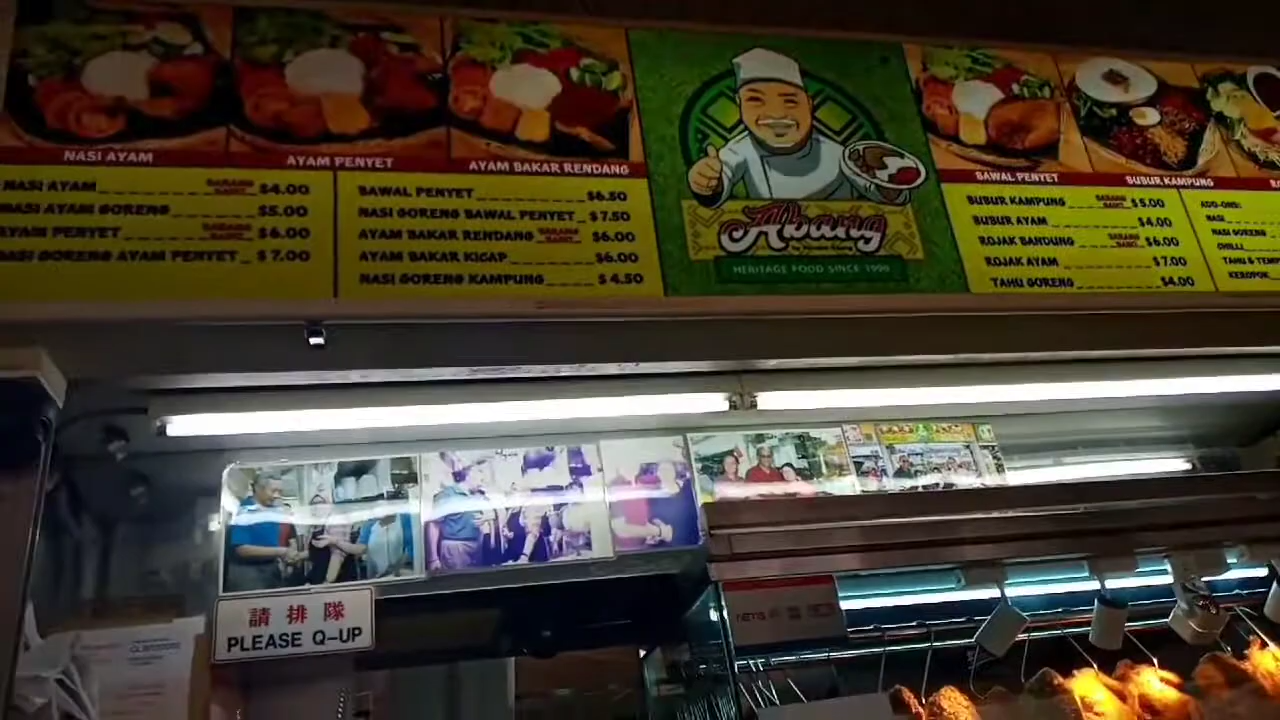 NASI AYAM
AYAM PENYET
AYAM BAKAR RENDANG
NASI AYAM $4.00
NASI AYAM GORENG $5.00
AYAM PENYET $6.00
NASI GORENG AYAM PENYET $7.00
BAWAL PENYET $6.50
NASI GORENG BAWAL PENYET $7.50
AYAM BAKAR RENDANG $6.00
AYAM BAKAR KICAP $6.00
NASI GORENG KAMPUNG $4.50
Abang
HERITAGE FOOD SINCE 1990
BAWAL PENYET
BUBUR KAMPUNG
BUBUR KAMPUNG $5.00
BUBUR AYAM $4.00
ROJAK BANDUNG $6.00
ROJAK AYAM $7.00
TAHU GORENG $4.00
ADD-ONS:
NASI
NASI GORENG
CHILLI
TAHU & TEMP
KEROPOK
請排隊
PLEASE Q-UP
NETS